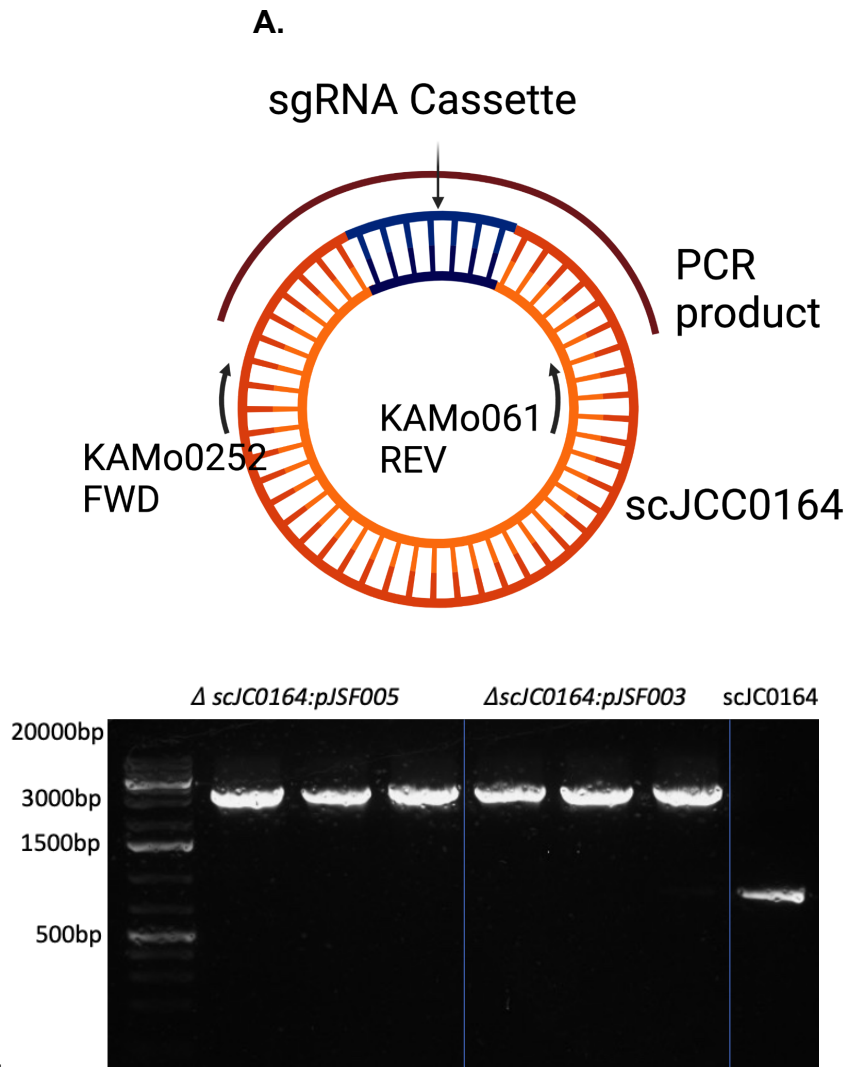 A.
sgRNA Cassette
PCR
product
KAMo061
REV
KAMo0252
FWD
scJCC0164
Δ scJC0164:pJSF005 ΔscJC0164:pJSF003 scJC0164
20000bp
3000bp
1500bp
500bp